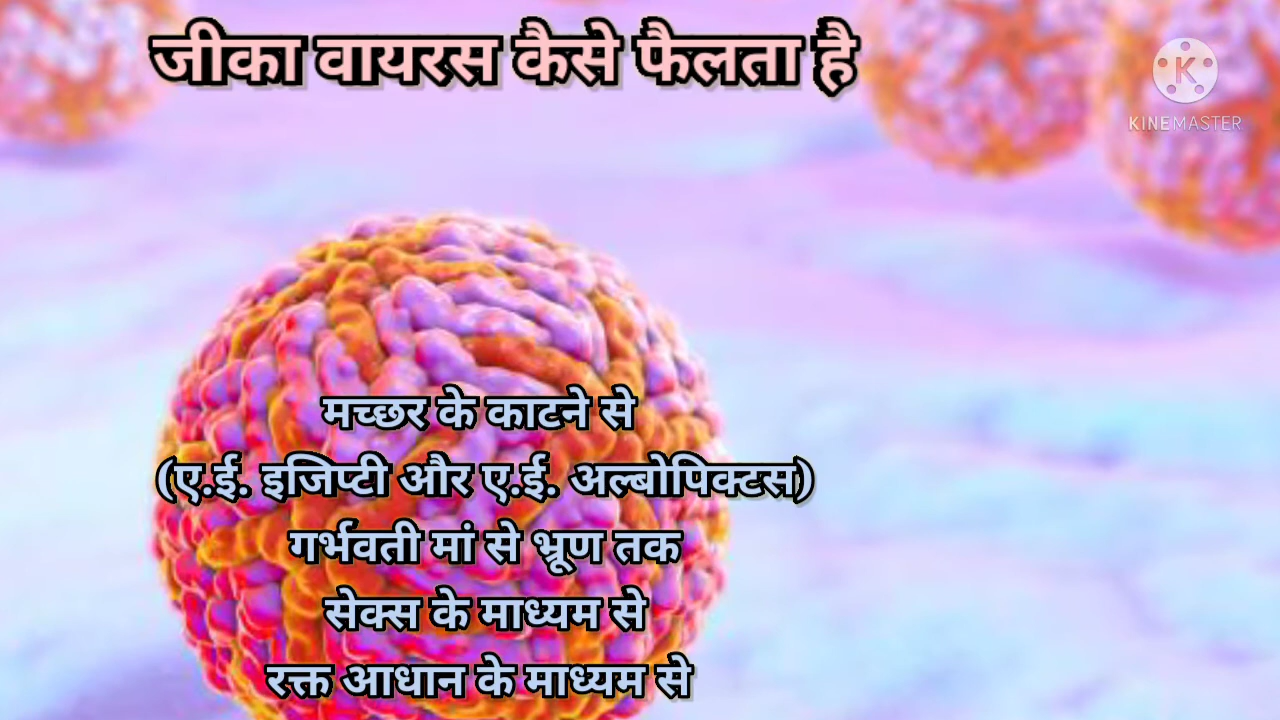 जीका वायरस कैसे फैलता है
K
KINEMASTER
मच्छर के काटने से
(ए.ई. इजिप्टी और ए.ई. अल्बोपिक्टस)
गर्भवती मां से भ्रूण तक
सेक्स के माध्यम से
रक्त आधान के माध्यम से